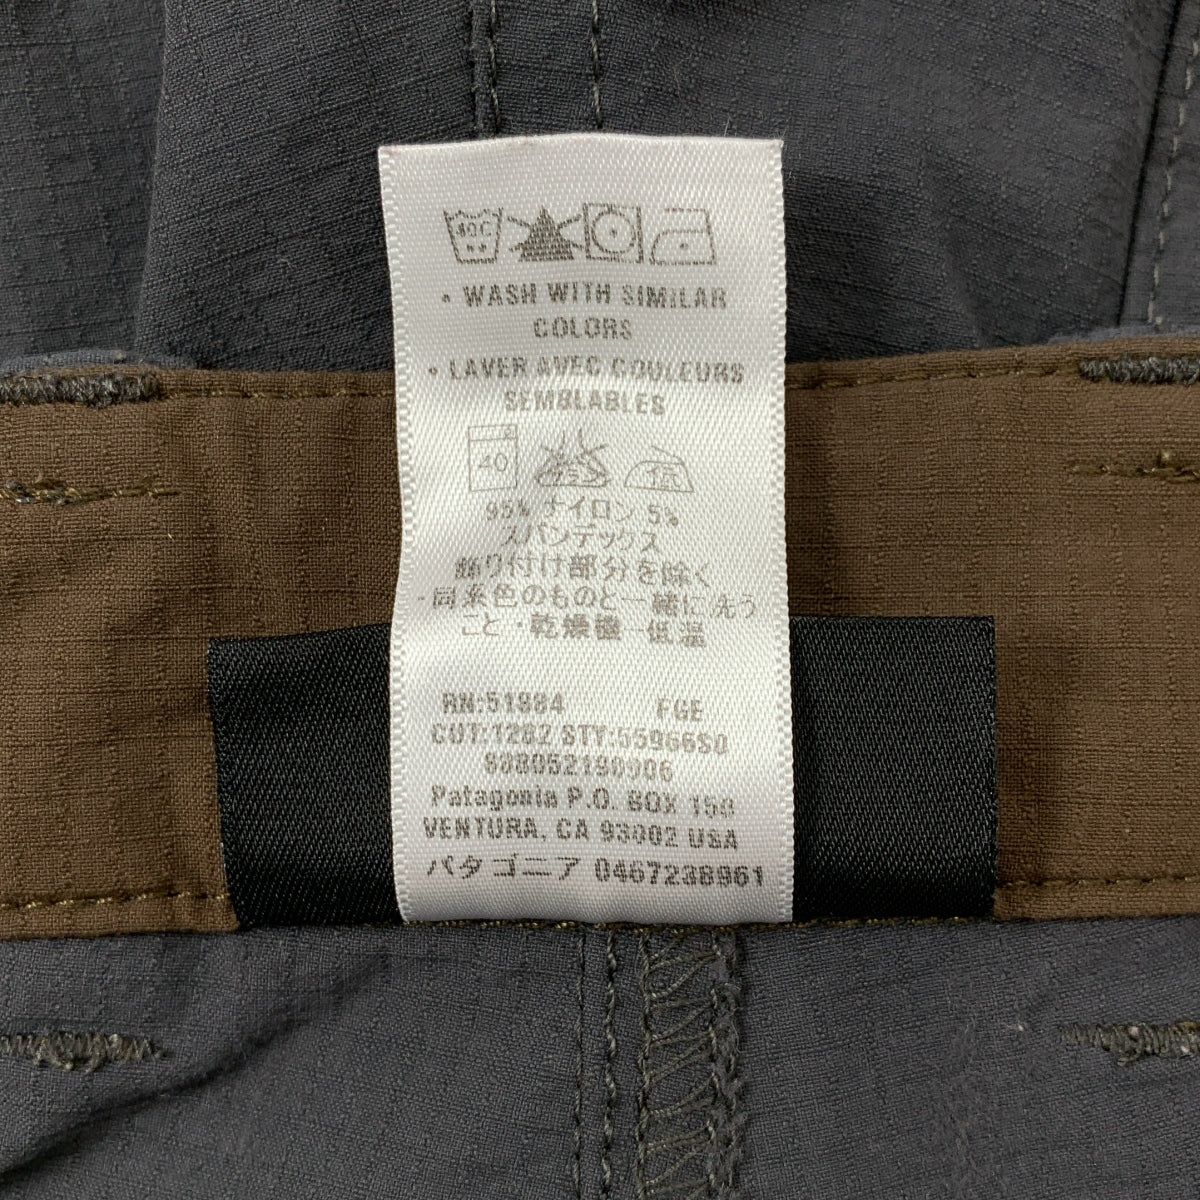 40C
• WASH WITH SIMILAR
COLORS
• LAVER AVEC COULEURS
SEMBLABLES
40
低
95% ナイロン 5%
スパンデックス
飾り付け部分を除く
・同系色のものと一緒に洗う
こと・乾燥機－低温
RN:51884 FGE
CUT:1282 STY:55966S0
Patagonia P.O. BOX 150
VENTURA, CA 93002 USA
パタゴニア 0467238961